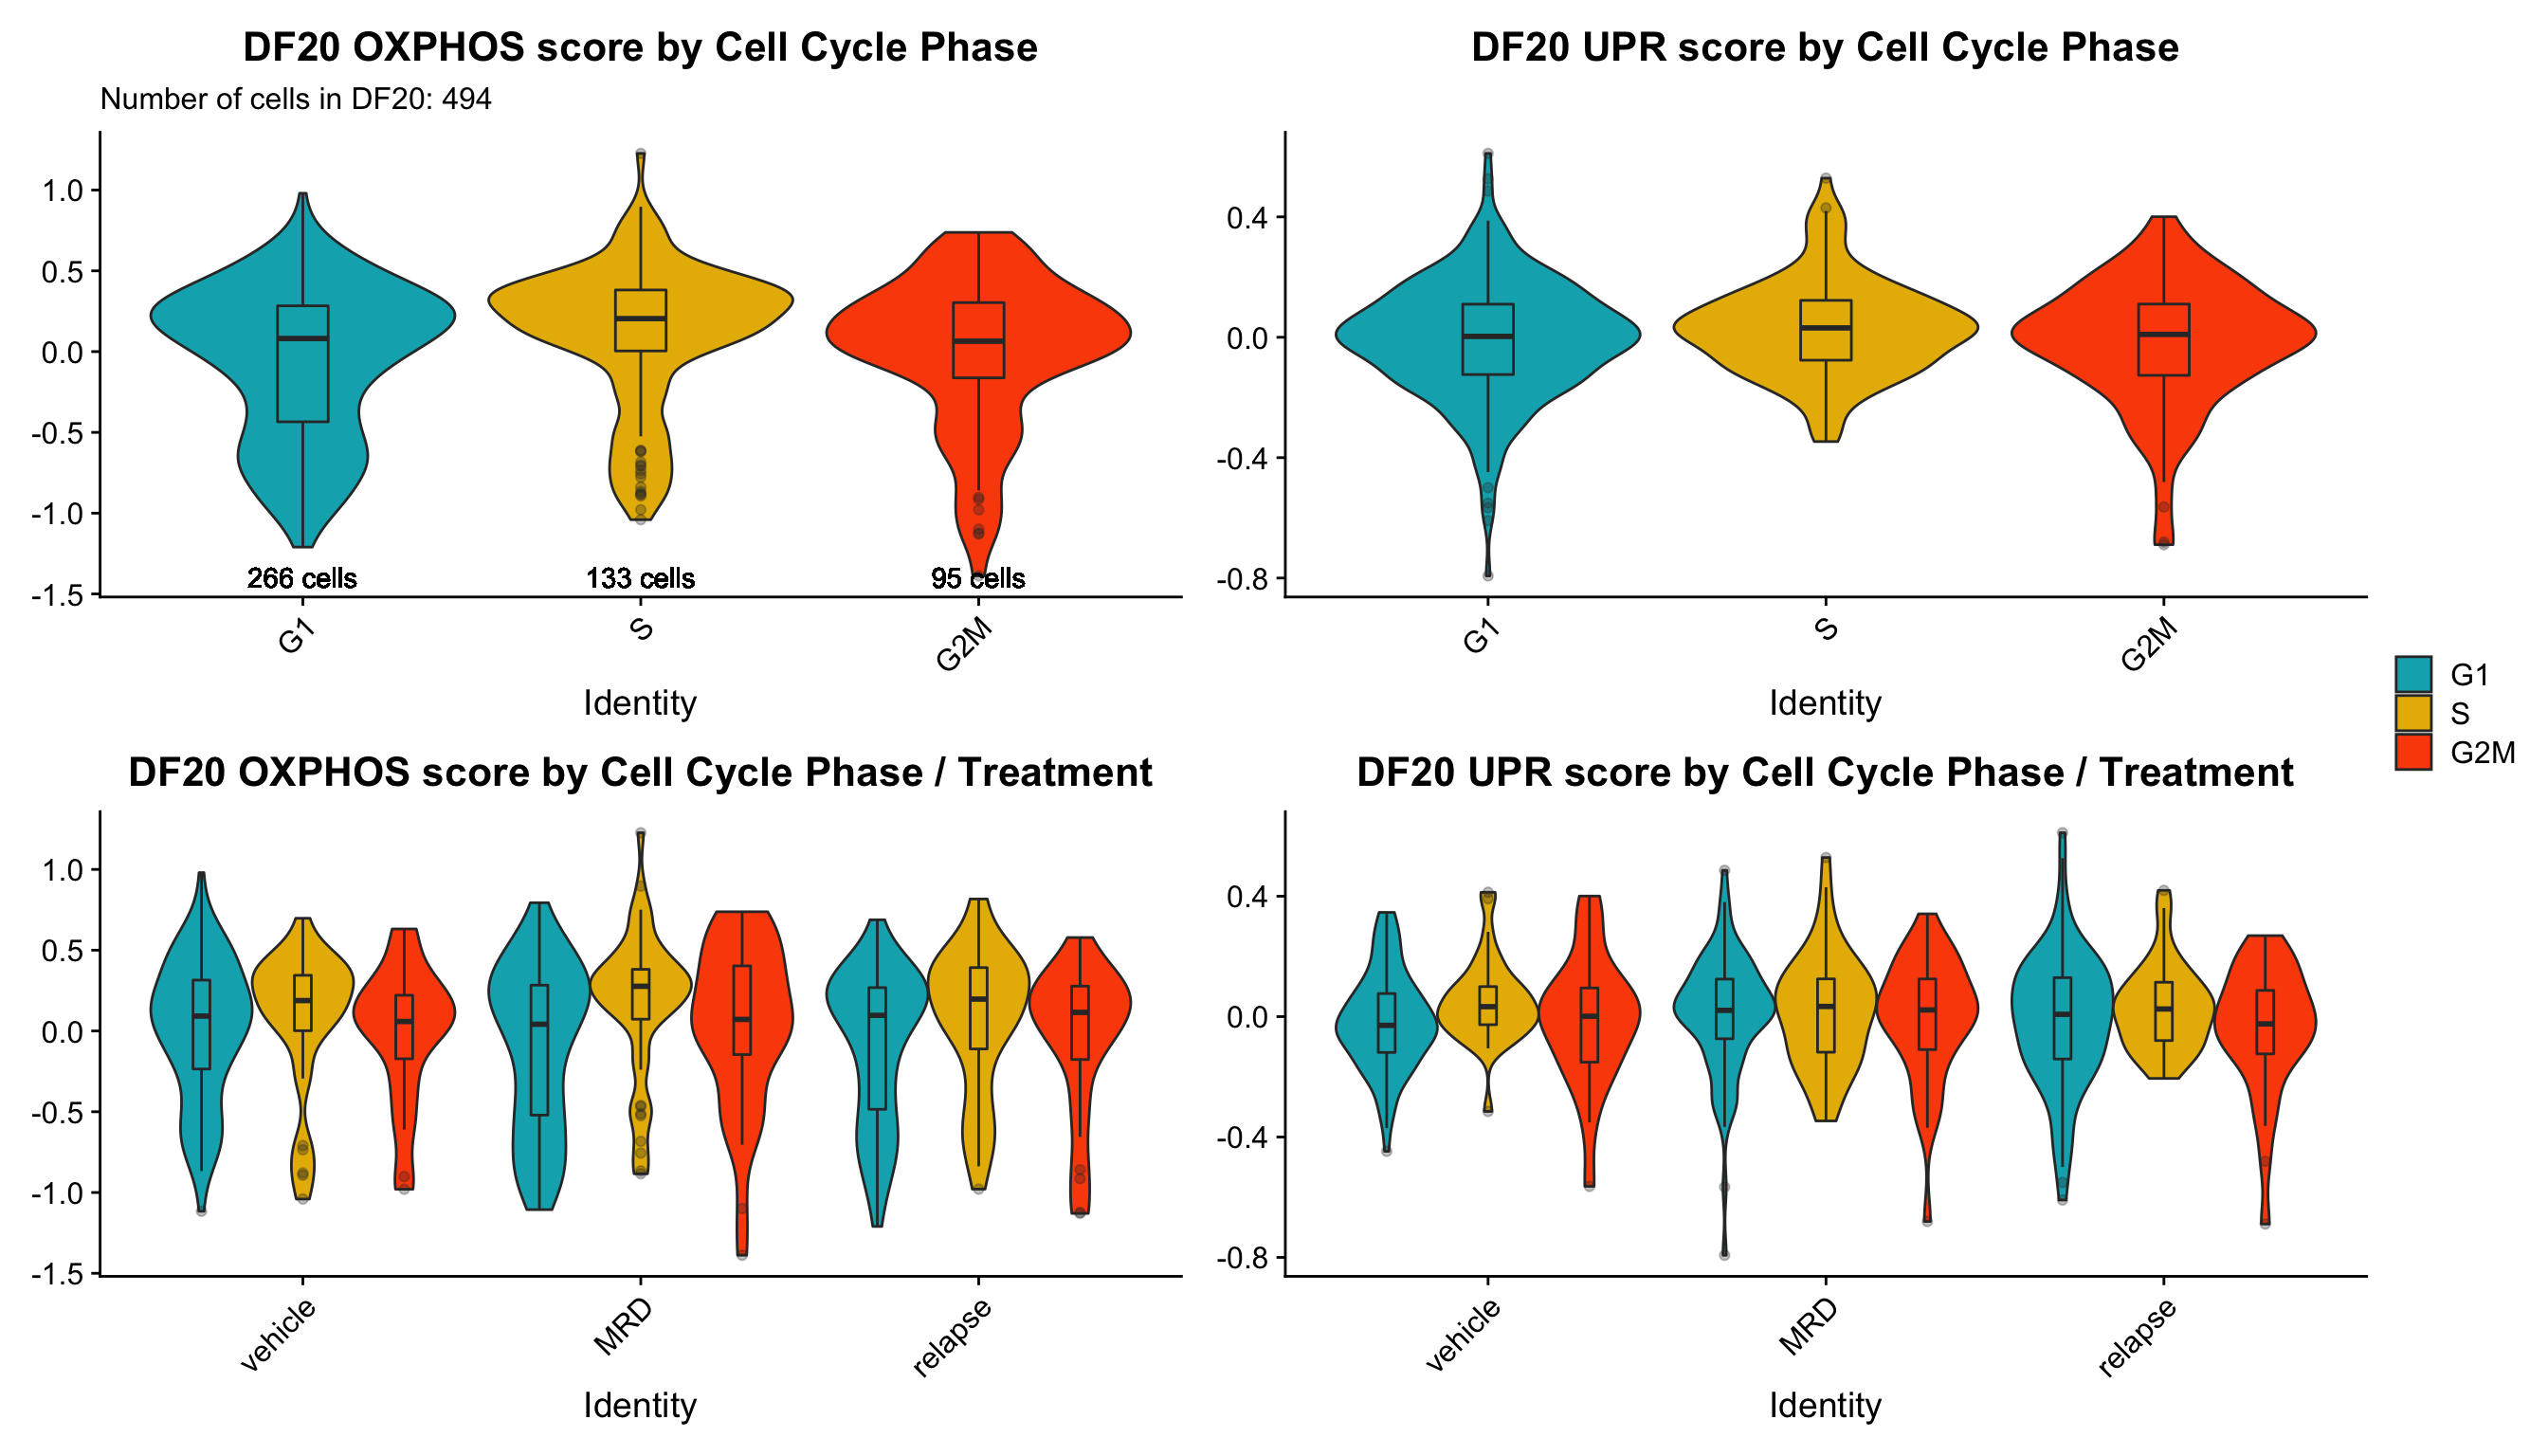 DF20 OXPHOS score by Cell Cycle Phase
Number of cells in DF20: 494
1.0
0.5
0.0
-0.5
-1.0
-1.5
266 cells
133 cells
95 cells
G1
S
G2M
Identity
DF20 UPR score by Cell Cycle Phase
0.4
0.0
-0.4
-0.8
G1
S
G2M
Identity
G1
S
G2M
DF20 OXPHOS score by Cell Cycle Phase / Treatment
1.0
0.5
0.0
-0.5
-1.0
-1.5
vehicle
MRD
relapse
Identity
DF20 UPR score by Cell Cycle Phase / Treatment
0.4
0.0
-0.4
-0.8
vehicle
MRD
relapse
Identity